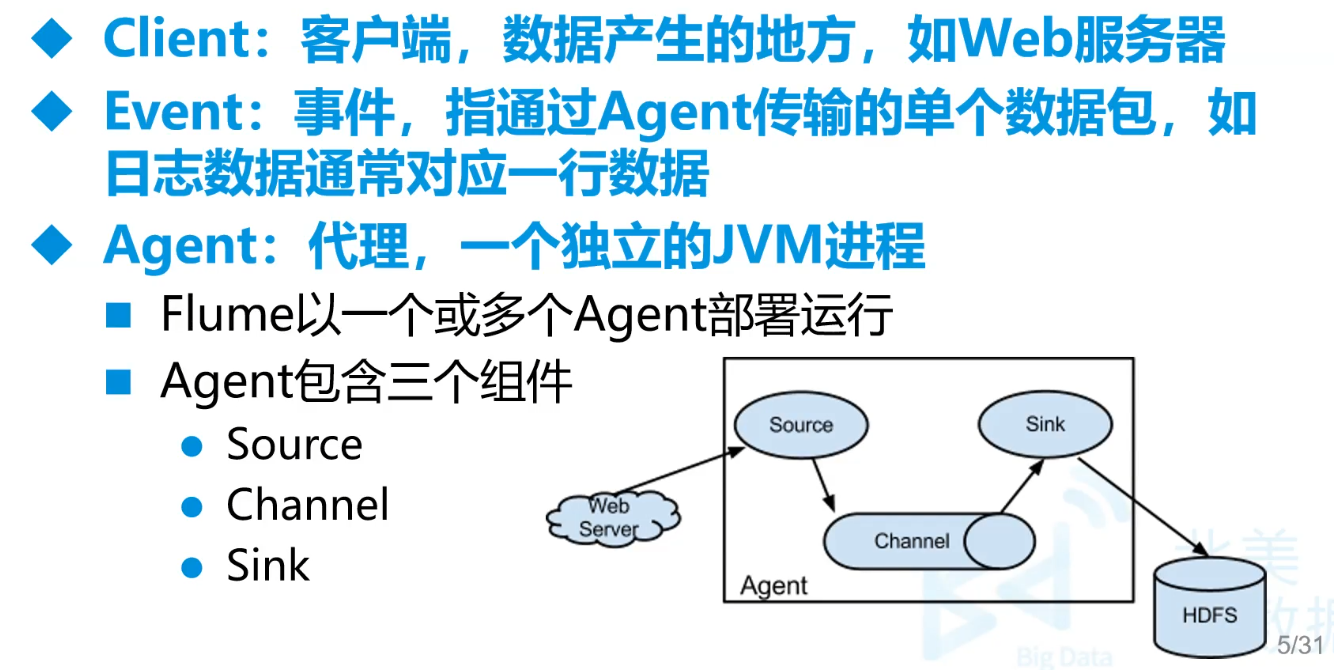 Client：客户端，数据产生的地方，如Web服务器
Event：事件，指通过Agent传输的单个数据包，如
日志数据通常对应一行数据
Agent：代理，一个独立的JVM进程
Flume以一个或多个Agent部署运行
Agent包含三个组件
Source
Channel
Sink
Source
Sink
Web
Server
Channel
Agent
HDFS
Big Data
5/31